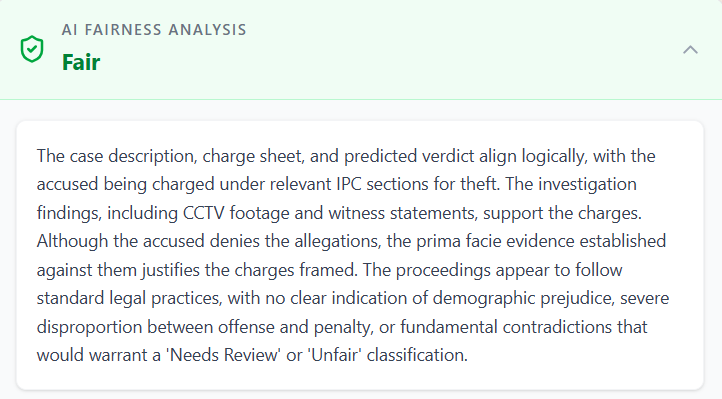 AI FAIRNESS ANALYSIS
Fair
The case description, charge sheet, and predicted verdict align logically, with the
accused being charged under relevant IPC sections for theft. The investigation
findings, including CCTV footage and witness statements, support the charges.
Although the accused denies the allegations, the prima facie evidence established
against them justifies the charges framed. The proceedings appear to follow
standard legal practices, with no clear indication of demographic prejudice, severe
disproportion between offense and penalty, or fundamental contradictions that
would warrant a 'Needs Review' or 'Unfair' classification.